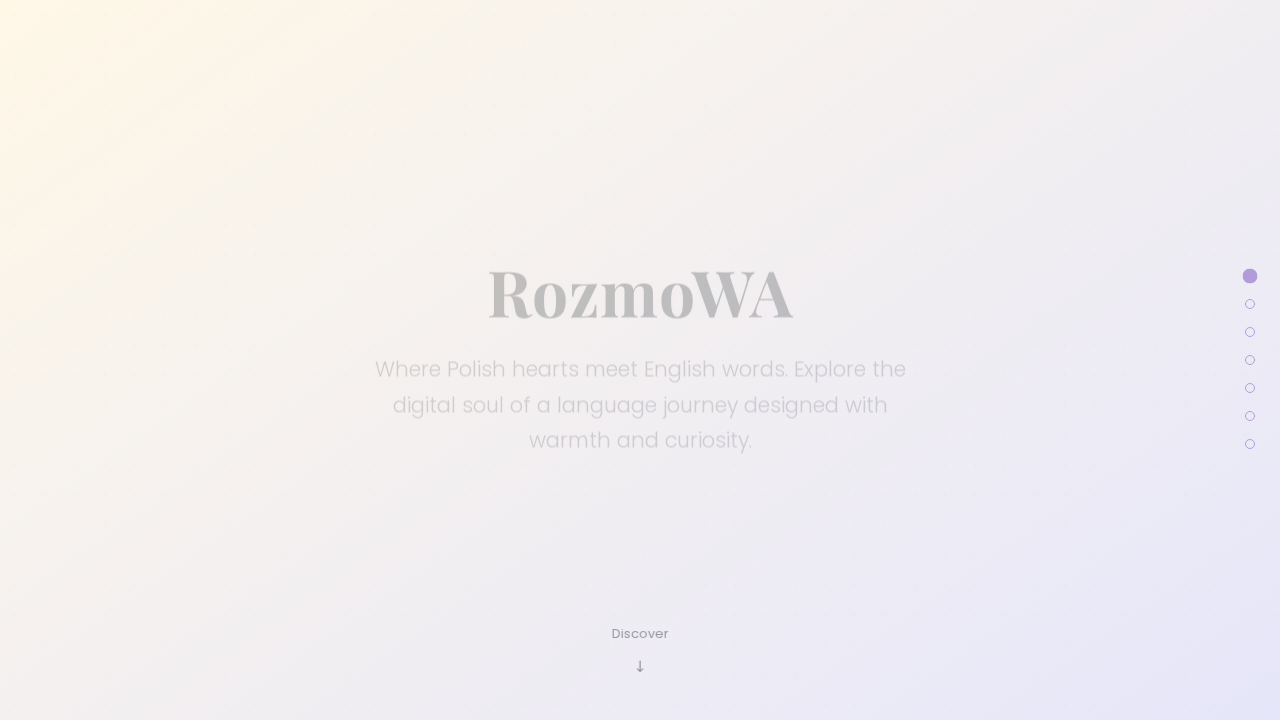 RozmoWA
Where Polish hearts meet English words. Explore the
digital soul of a language journey designed with
warmth and curiosity.
Discover
↓